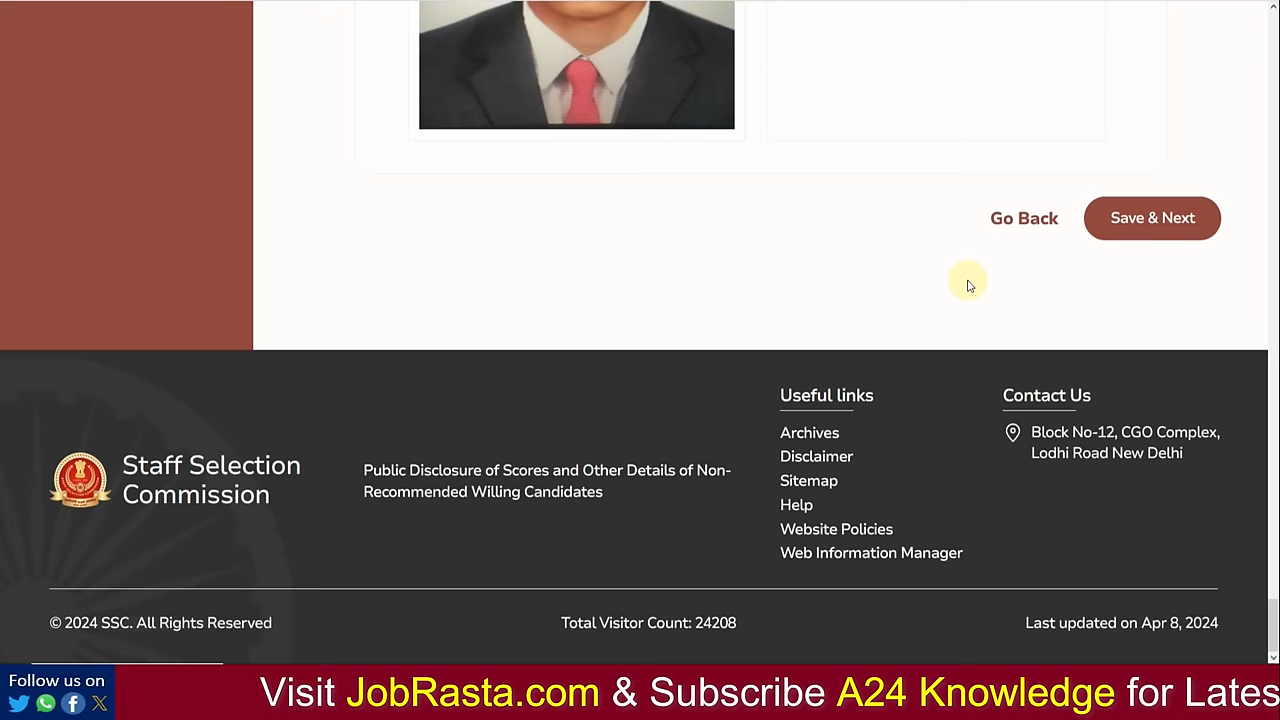 Go Back
Save & Next
Staff Selection
Commission
Public Disclosure of Scores and Other Details of Non-
Recommended Willing Candidates
Useful links
Archives
Disclaimer
Sitemap
Help
Website Policies
Web Information Manager
Contact Us
Block No-12, CGO Complex,
Lodhi Road New Delhi
© 2024 SSC. All Rights Reserved
Total Visitor Count: 24208
Last updated on Apr 8, 2024
Follow us on
Visit JobRasta.com & Subscribe A24 Knowledge for Lates